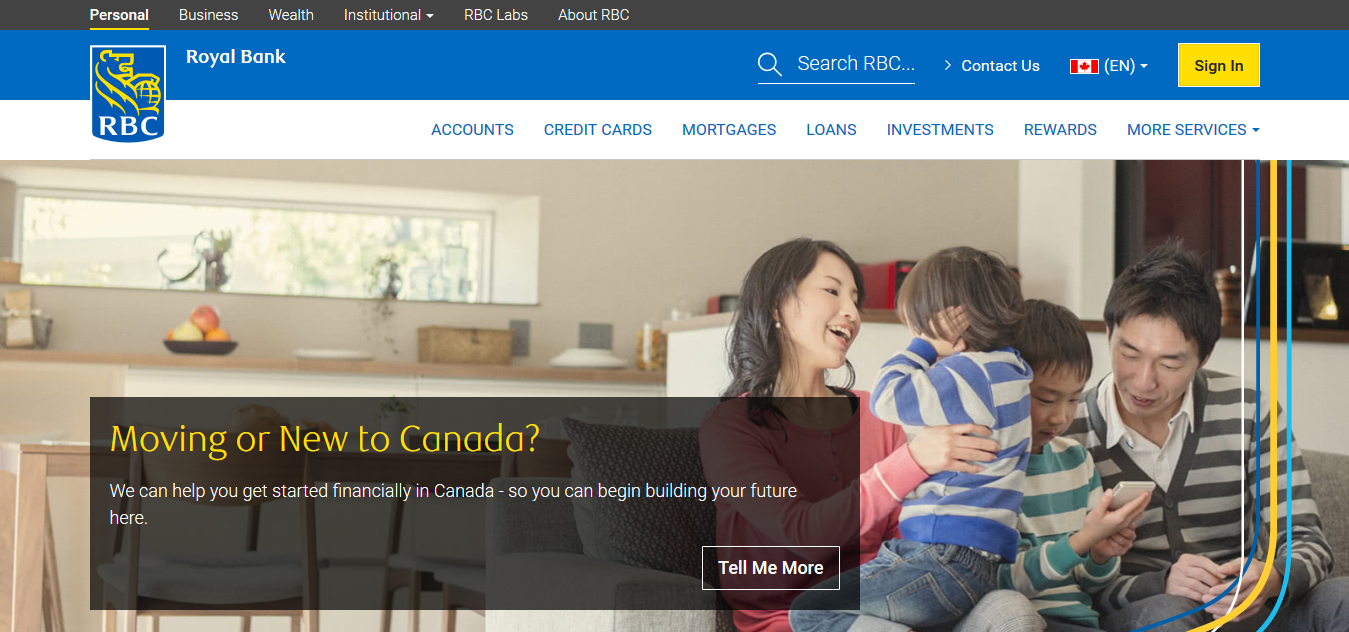 Personal Business Wealth Institutional RBC Labs About RBC
Royal Bank
Search RBC...
Contact Us
(EN)
Sign In
RBC
ACCOUNTS CREDIT CARDS MORTGAGES LOANS INVESTMENTS REWARDS MORE SERVICES
Moving or New to Canada?
We can help you get started financially in Canada - so you can begin building your future
here.
Tell Me More